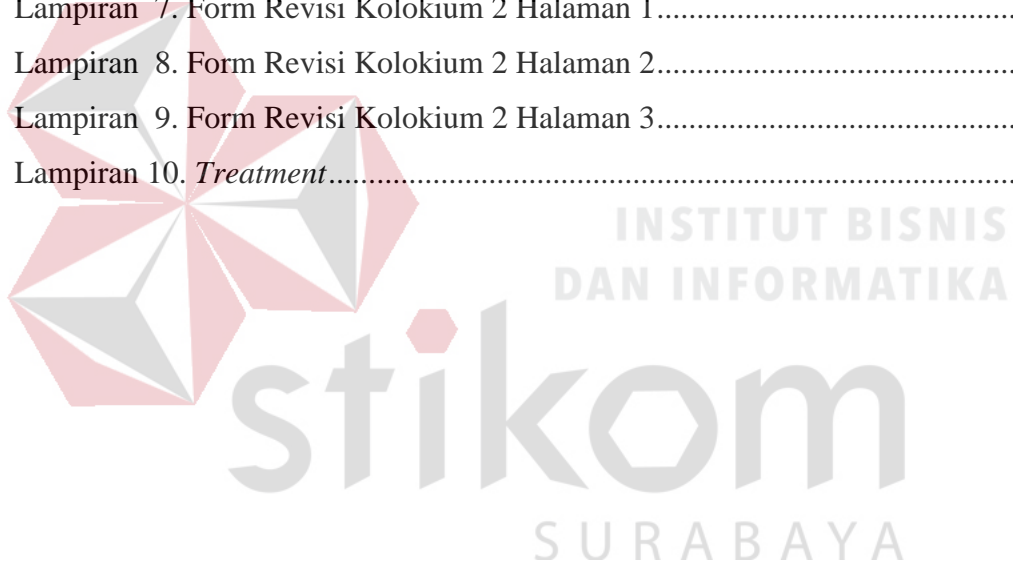 Lampiran 7. Form Revisi Kolokium 2 Halaman 1..........................................
Lampiran 8. Form Revisi Kolokium 2 Halaman 2..........................................
Lampiran 9. Form Revisi Kolokium 2 Halaman 3..........................................
Lampiran 10. Treatment.....................................................................................
INSTITUT BISNIS
DAN INFORMATIKA
stikom
SURABAYA